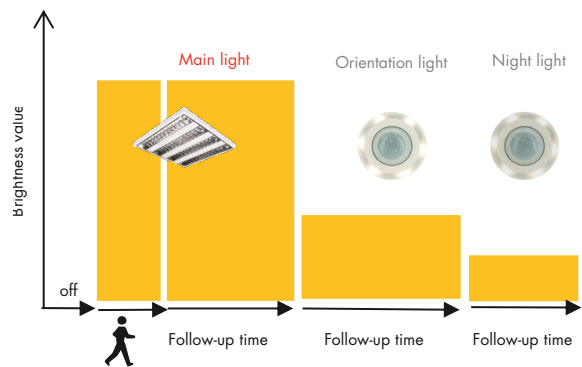 Main light
Orientation light
Night light
Brightness value
off
Follow-up time
Follow-up time
Follow-up time